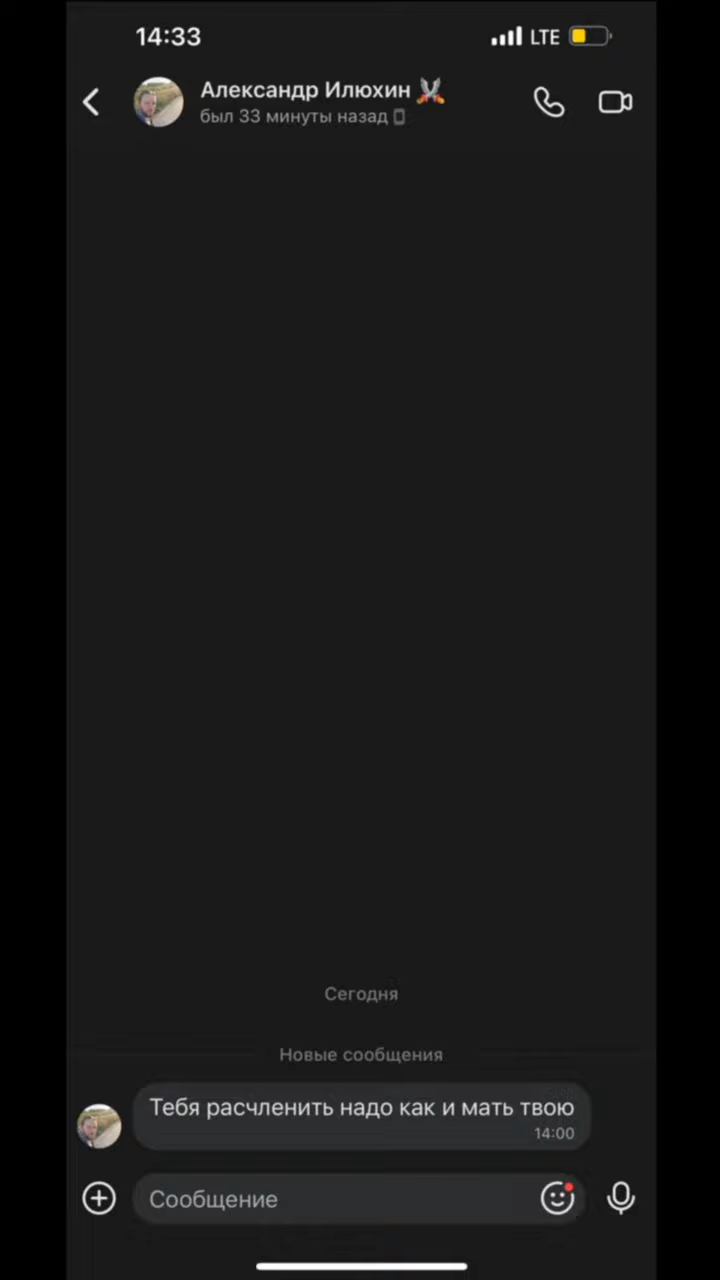 14:33
LTE
Александр Илюхин
был 33 минуты назад
Сегодня
Новые сообщения
Тебя расчленить надо как и мать твою
14:00
Сообщение